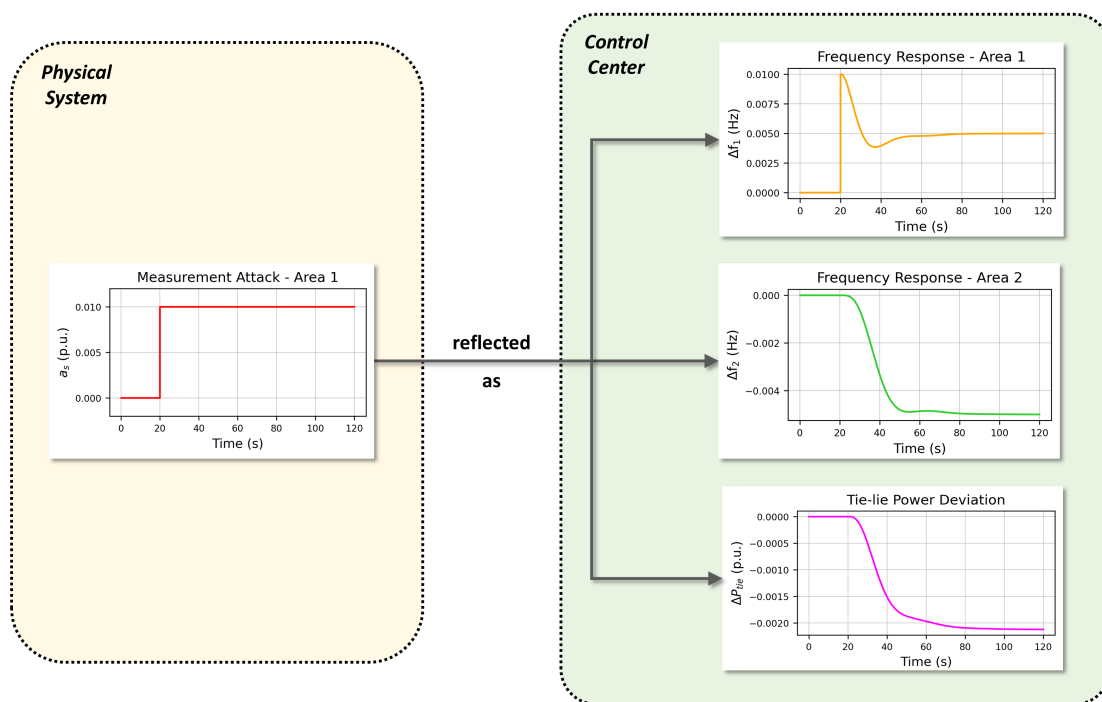 Physical
System
Measurement Attack - Area 1
a_s (p.u.)
0.010
0.005
0.000
0 20 40 60 80 100 120
Time (s)
reflected
as
Control
Center
Frequency Response - Area 1
Δf₁ (Hz)
0.0100
0.0075
0.0050
0.0025
0.0000
0 20 40 60 80 100 120
Time (s)
Frequency Response - Area 2
Δf₂ (Hz)
0.000
−0.002
−0.004
0 20 40 60 80 100 120
Time (s)
Tie-lie Power Deviation
ΔP_tie (p.u.)
0.0000
−0.0005
−0.0010
−0.0015
−0.0020
0 20 40 60 80 100 120
Time (s)